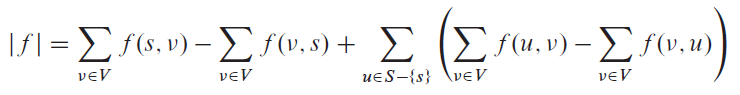 |f| = ∑_{v∈V} f(s, v) − ∑_{v∈V} f(v, s) + ∑_{u∈S−{s}} (∑_{v∈V} f(u, v) − ∑_{v∈V} f(v, u))